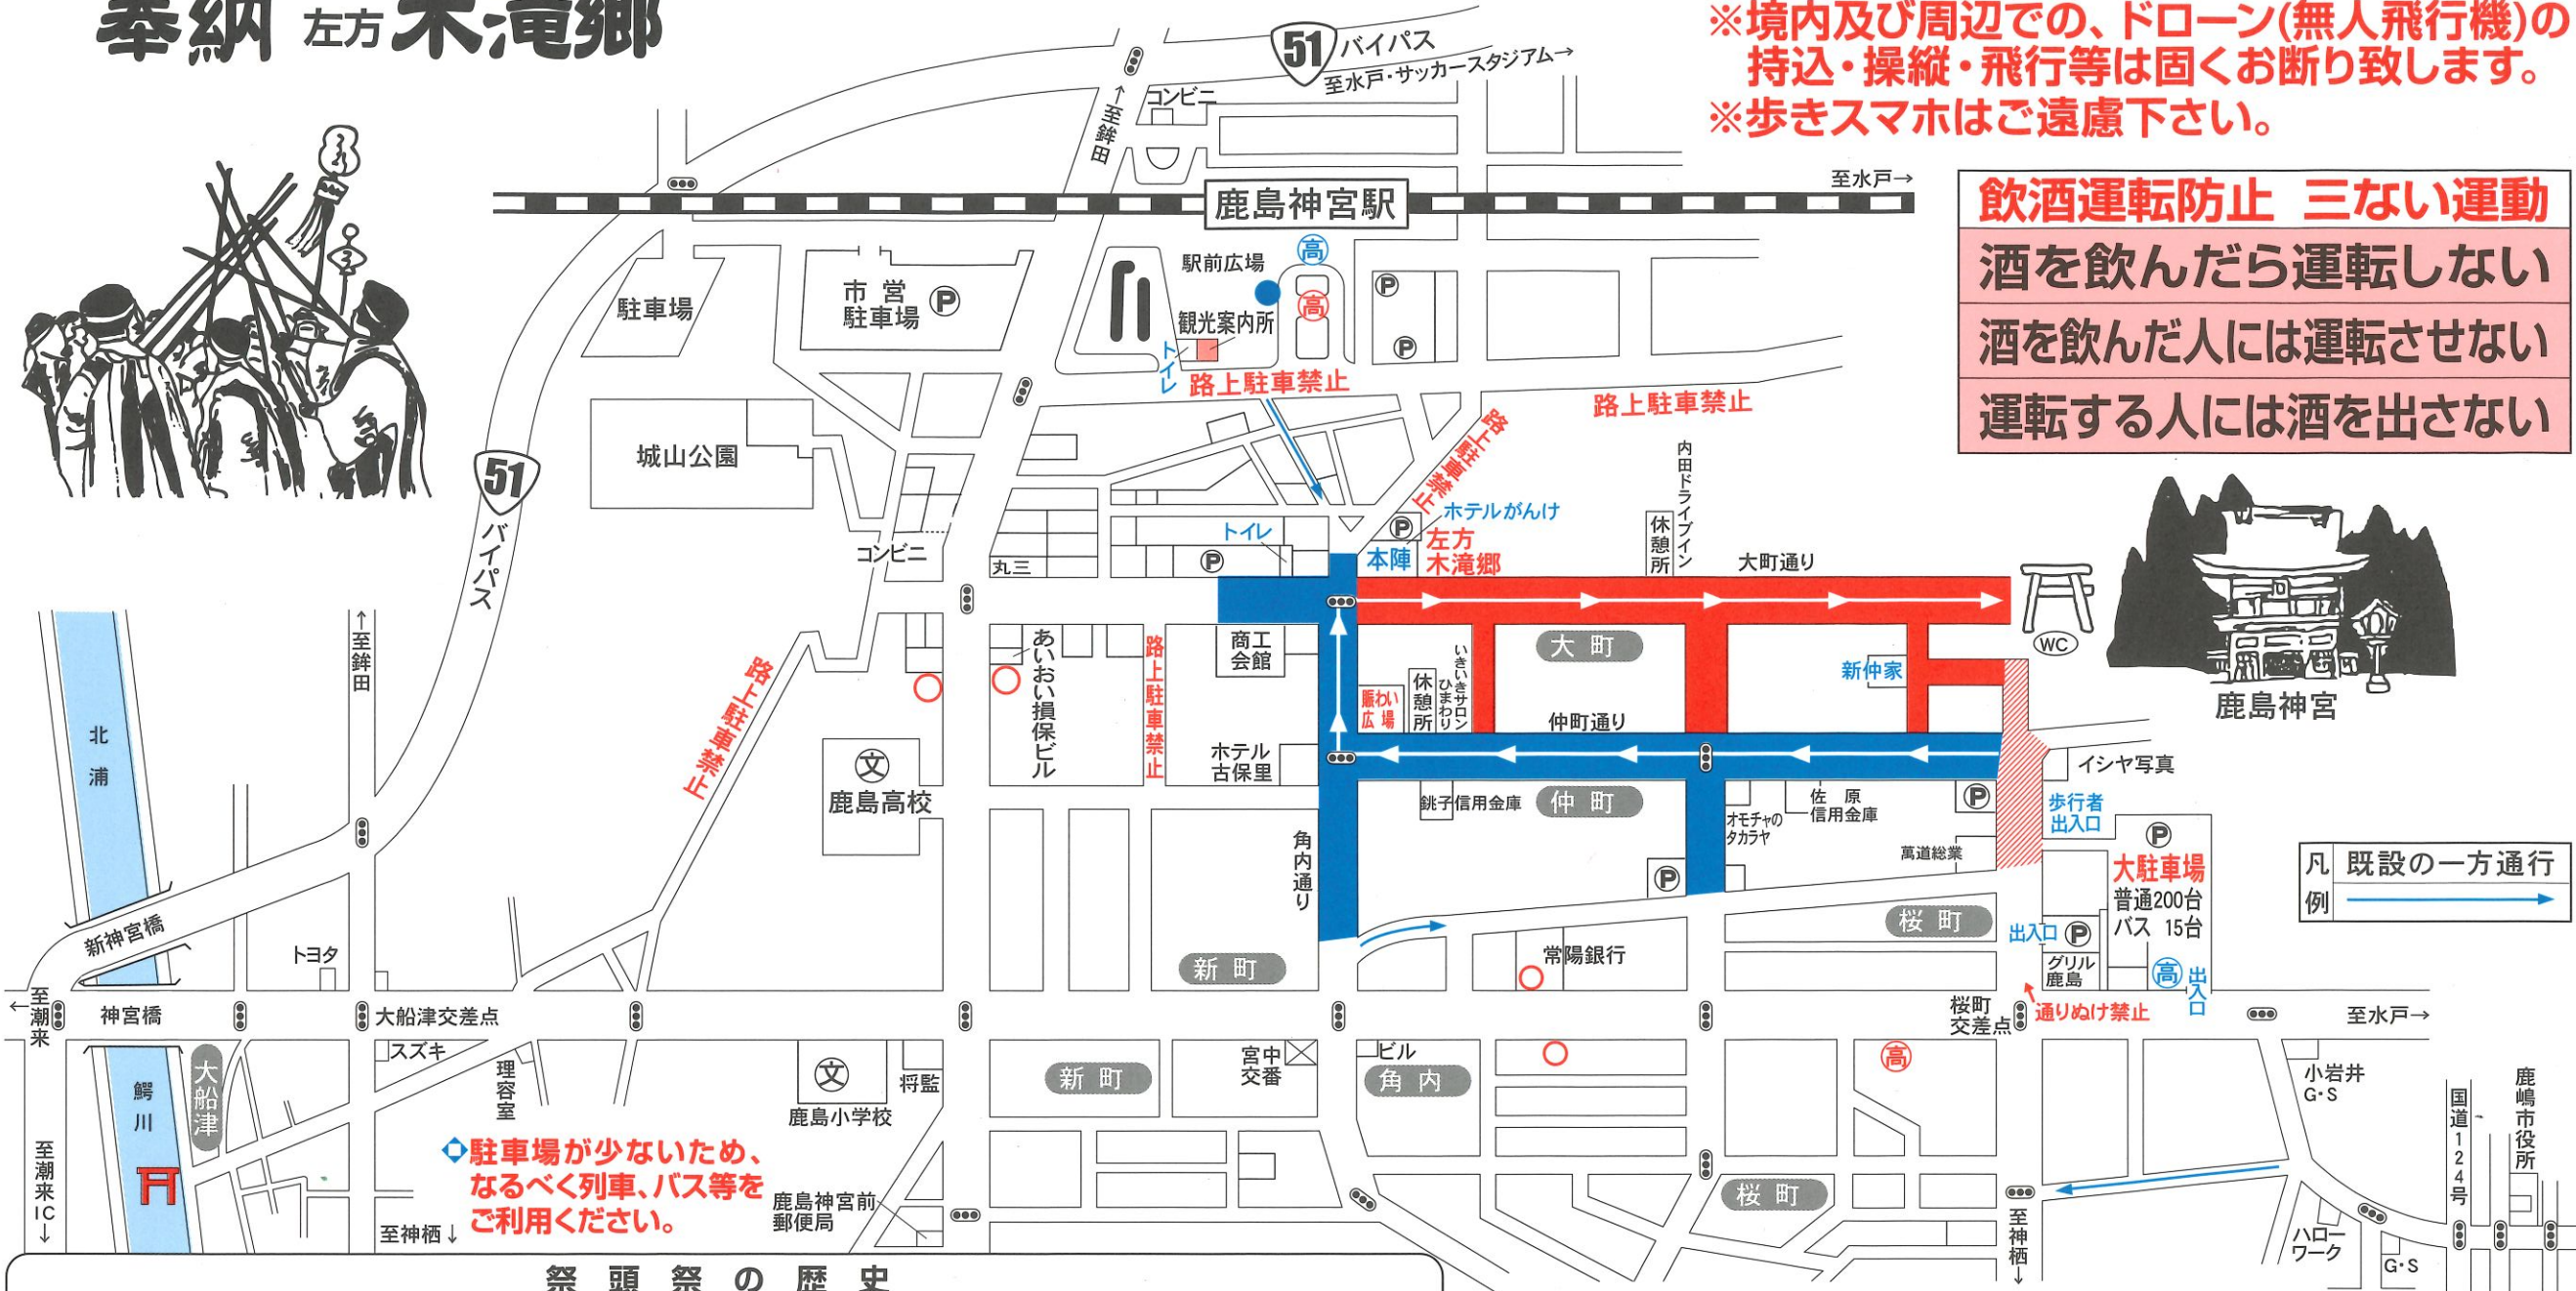 奉納 左方 木滝郷
※境内及び周辺での、ドローン(無人飛行機)の
持込・操縦・飛行等は固くお断り致します。
※歩きスマホはご遠慮下さい。
飲酒運転防止 三ない運動
酒を飲んだら運転しない
酒を飲んだ人には運転させない
運転する人には酒を出さない
51 バイパス
至水戸・サッカースタジアム→
コンビニ
↑至鉾田
鹿島神宮駅
至水戸→
駐車場
市営
駐車場 P
駅前広場
高
高
観光案内所
トイレ
路上駐車禁止
P
P
路上駐車禁止
路上駐車禁止
城山公園
51
バイパス
コンビニ
丸三
P
トイレ
P
ホテルがんけ
本陣
左方
木滝郷
休憩所
内田ドライブイン
大町通り
WC
鹿島神宮
↑至鉾田
北浦
路上駐車禁止
あいおい損保ビル
路上駐車禁止
商工
会館
ホテル
古保里
賑わい
広場
休憩所
いきいきサロン
ひまわり
大町
仲町通り
新仲家
文
鹿島高校
銚子信用金庫
仲町
オモチャの
タカラヤ
佐原
信用金庫
P
萬道総業
イシヤ写真
歩行者
出入口
P
大駐車場
普通200台
バス 15台
凡例
既設の一方通行
角内通り
P
桜町
出入口 P
グリル
鹿島
高
出入口
新神宮橋
トヨタ
新町
常陽銀行
←至潮来
神宮橋
大船津交差点
桜町
交差点
通りぬけ禁止
至水戸→
大船津
スズキ
理容室
文
鹿島小学校
将監
新町
宮中
交番
ビル
角内
高
小岩井
G・S
国道124号
鹿嶋市役所
鰐川
至潮来IC↓
駐車場が少ないため、
なるべく列車、バス等を
ご利用ください。
至神栖↓
鹿島神宮前
郵便局
桜町
至神栖↓
ハロー
ワーク
G・S
祭頭祭の歴史